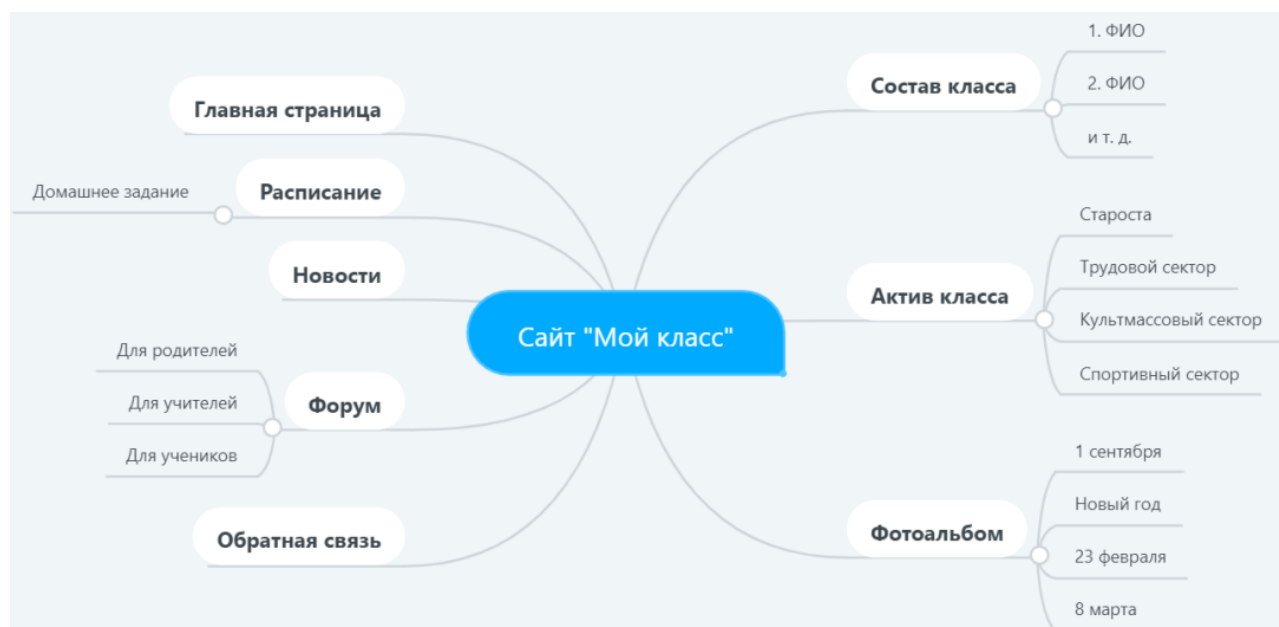 Сайт "Мой класс"
Главная страница
Расписание
Домашнее задание
Новости
Форум
Для родителей
Для учителей
Для учеников
Обратная связь
Состав класса
1. ФИО
2. ФИО
и т. д.
Актив класса
Староста
Трудовой сектор
Культмассовый сектор
Спортивный сектор
Фотоальбом
1 сентября
Новый год
23 февраля
8 марта